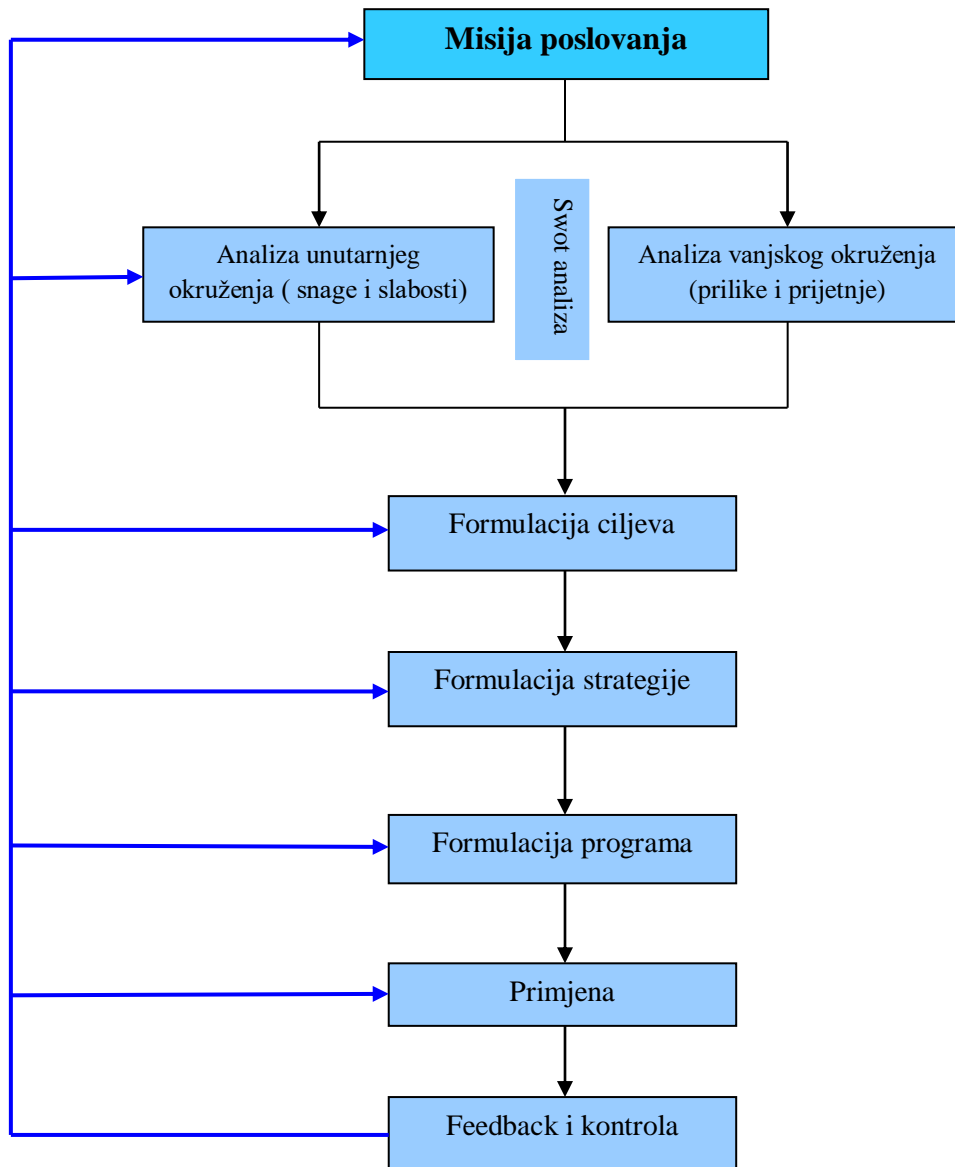 Misija poslovanja
Analiza unutarnjeg
okruženja ( snage i slabosti)
Swot analiza
Analiza vanjskog okruženja
(prilike i prijetnje)
Formulacija ciljeva
Formulacija strategije
Formulacija programa
Primjena
Feedback i kontrola